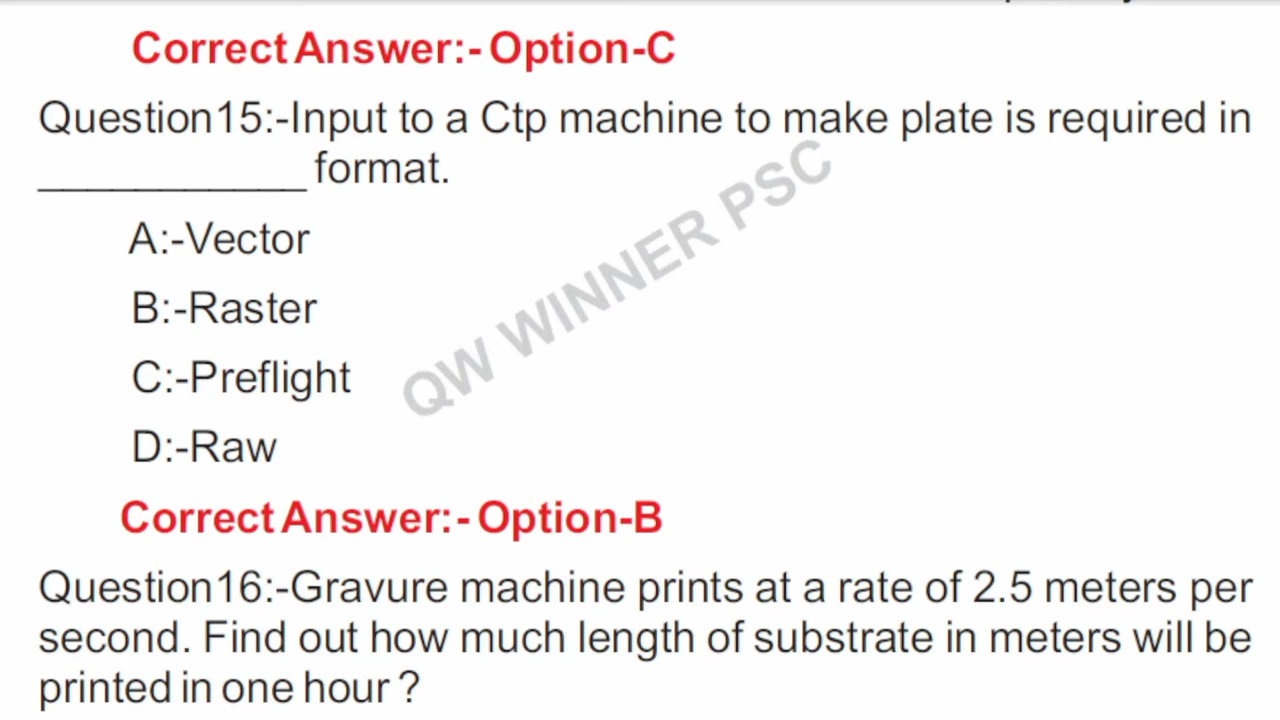 Correct Answer:- Option-C
Question15:-Input to a Ctp machine to make plate is required in
___________ format.
A:-Vector
B:-Raster
C:-Preflight
D:-Raw
QW WINNER PSC
Correct Answer:- Option-B
Question16:-Gravure machine prints at a rate of 2.5 meters per
second. Find out how much length of substrate in meters will be
printed in one hour ?